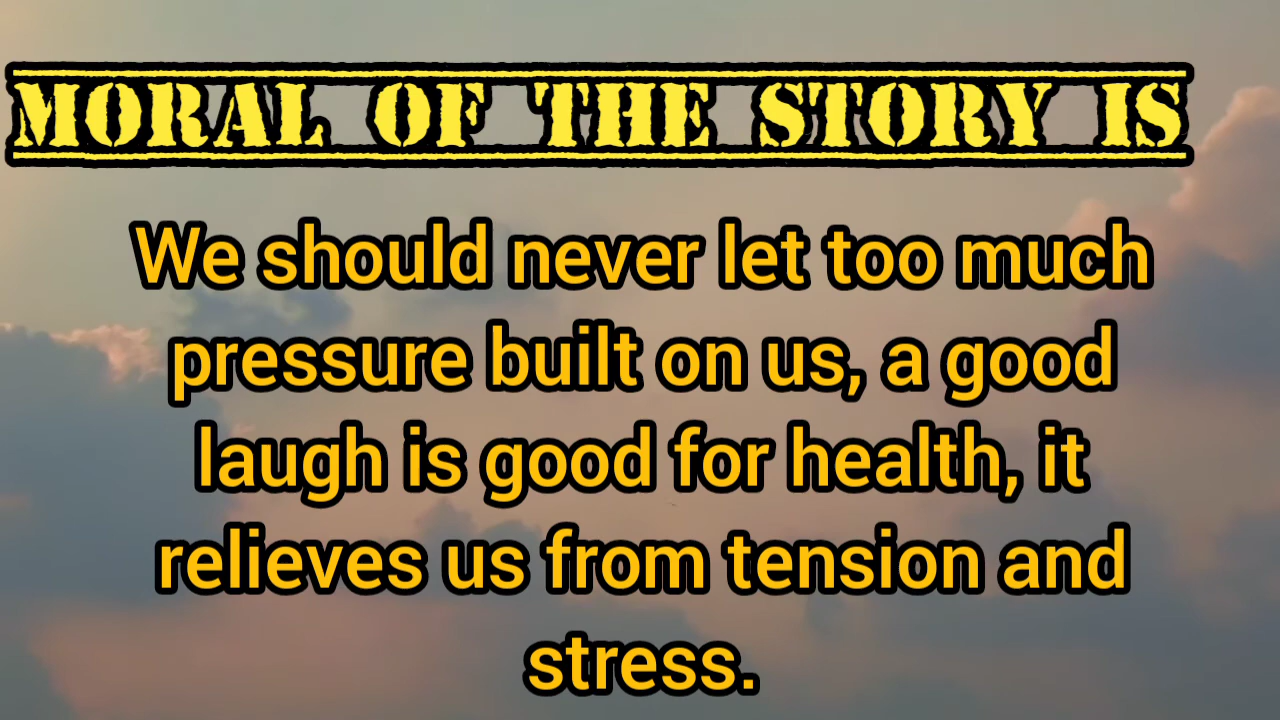 MORAL OF THE STORY IS
We should never let too much
pressure built on us, a good
laugh is good for health, it
relieves us from tension and
stress.